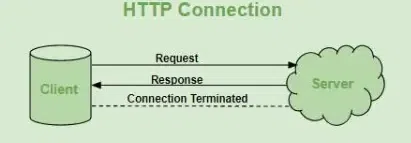 HTTP Connection
Request
Client
Response
Server
Connection Terminated